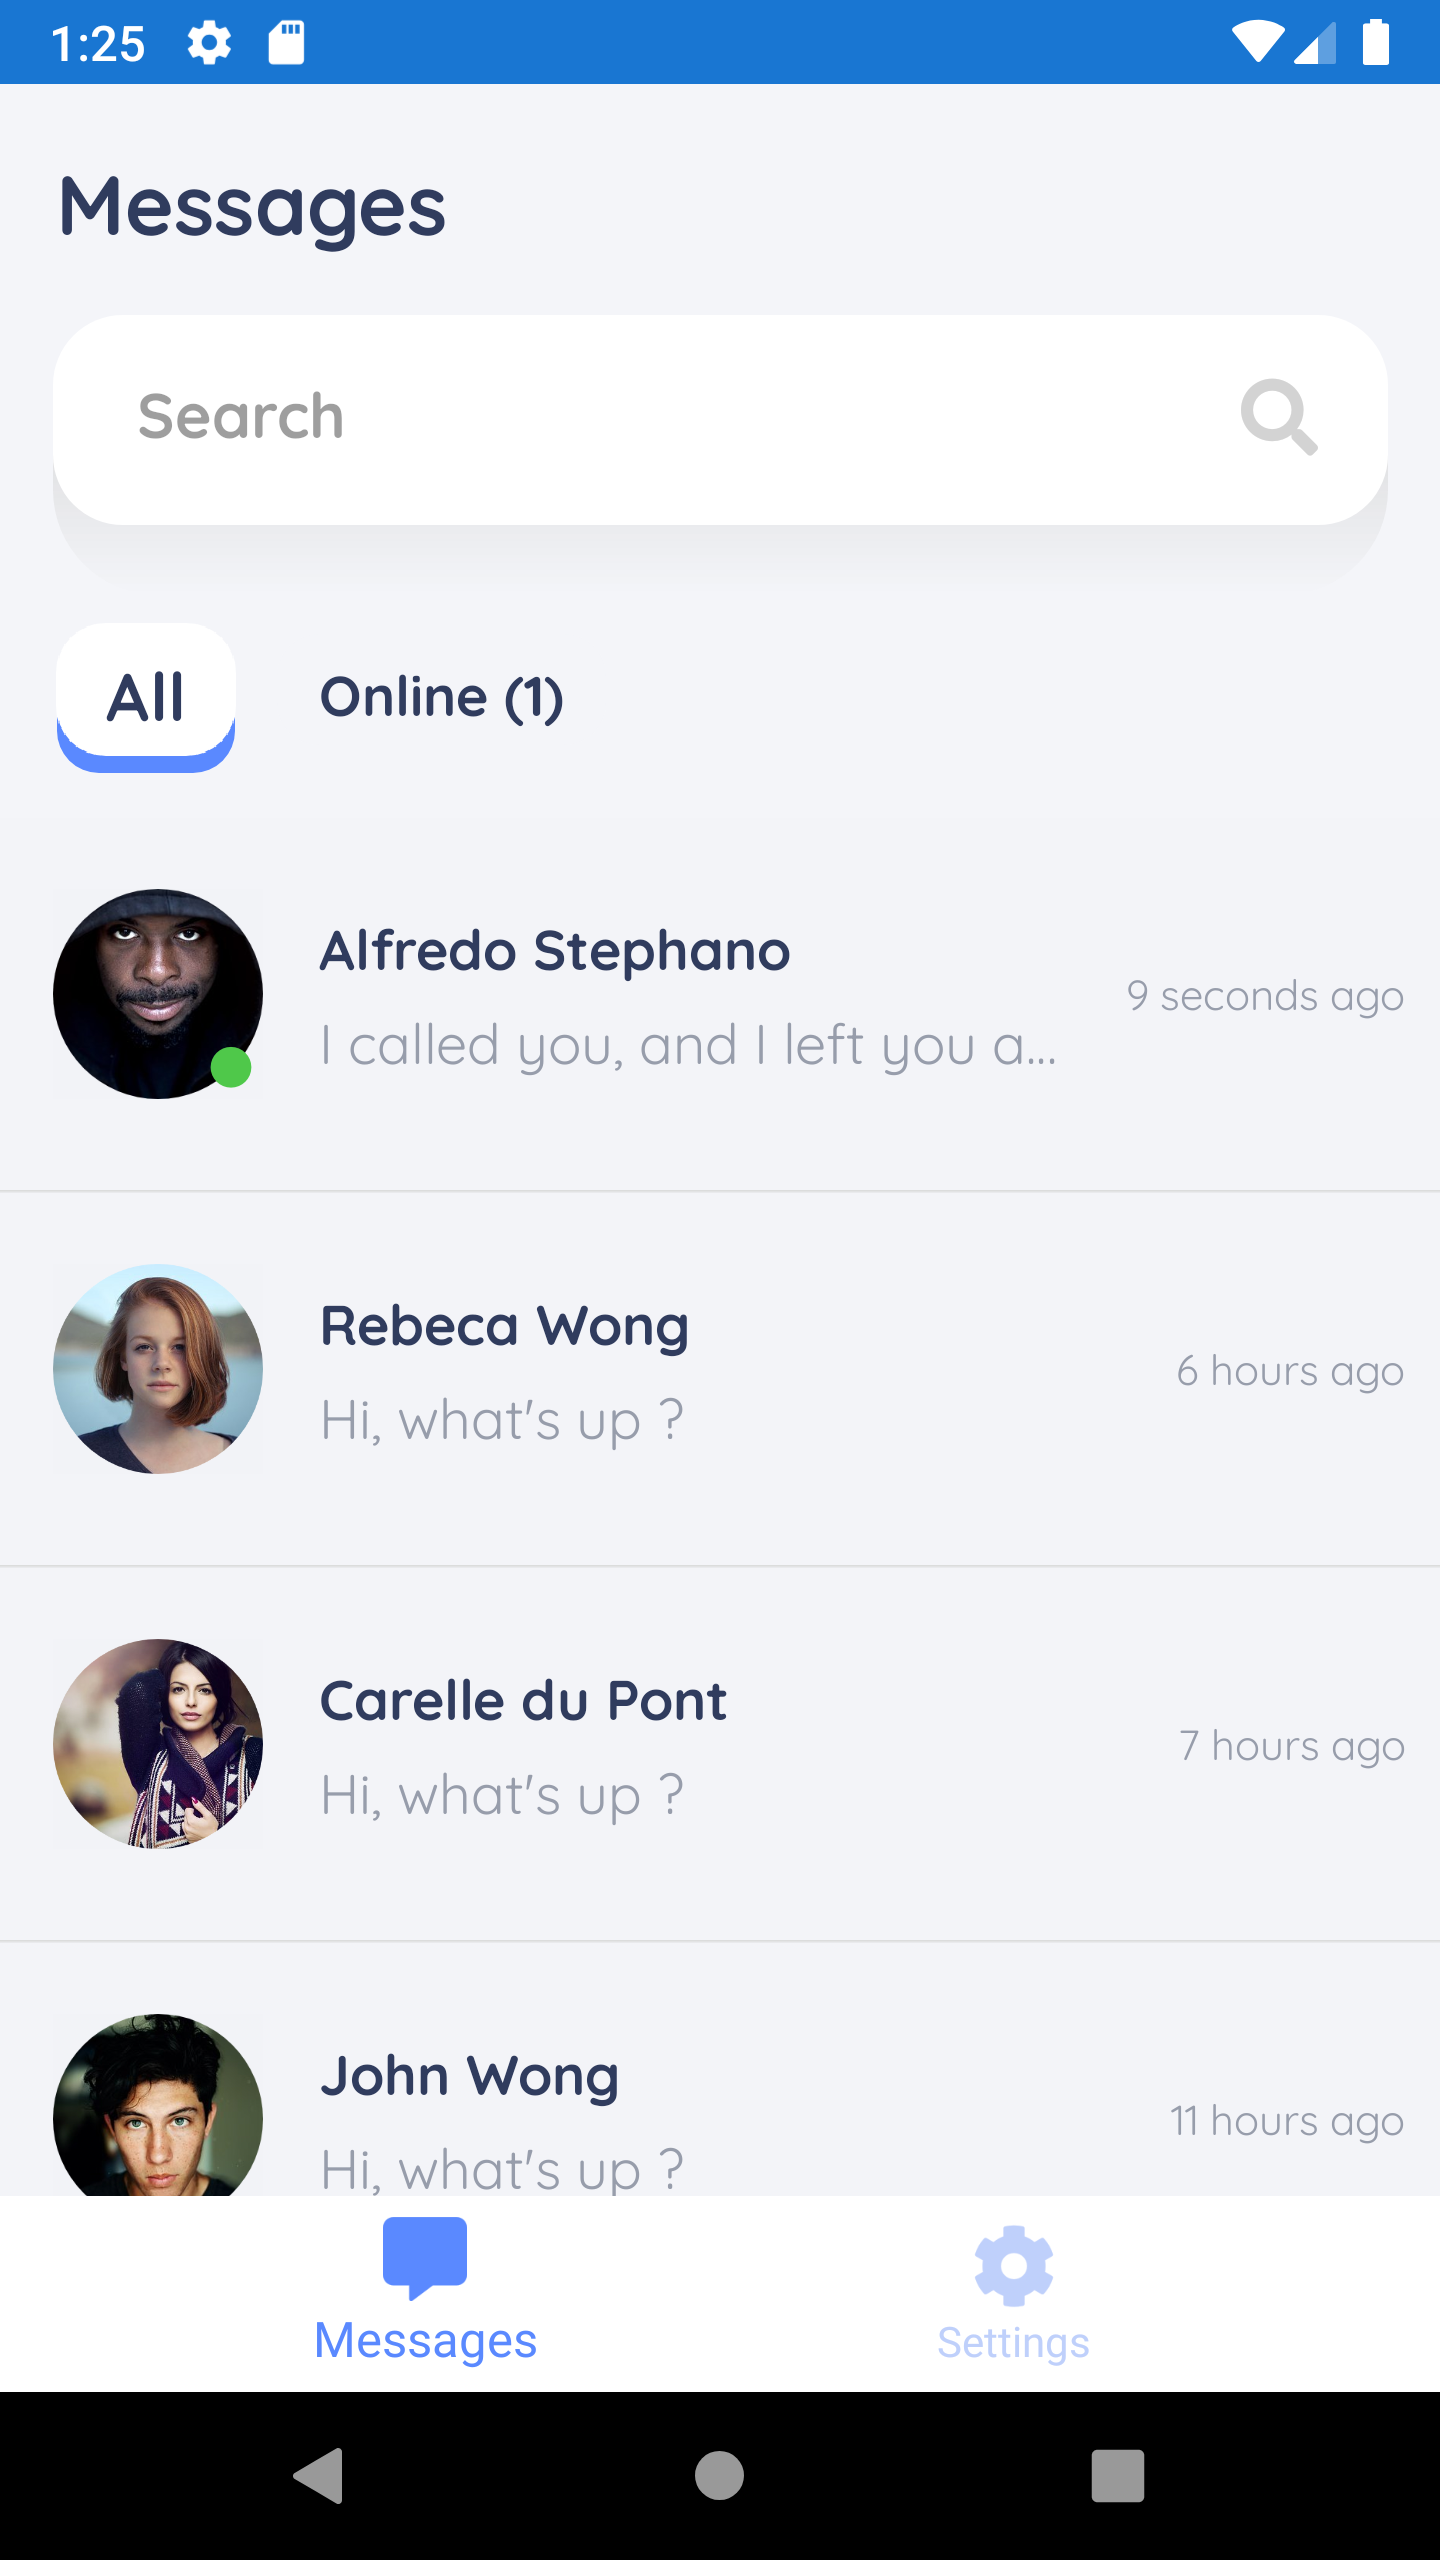 1:25
Messages
Search
All
Online (1)
Alfredo Stephano
9 seconds ago
I called you, and I left you a...
Rebeca Wong
6 hours ago
Hi, what's up ?
Carelle du Pont
7 hours ago
Hi, what's up ?
John Wong
11 hours ago
Hi, what's up ?
Messages
Settings